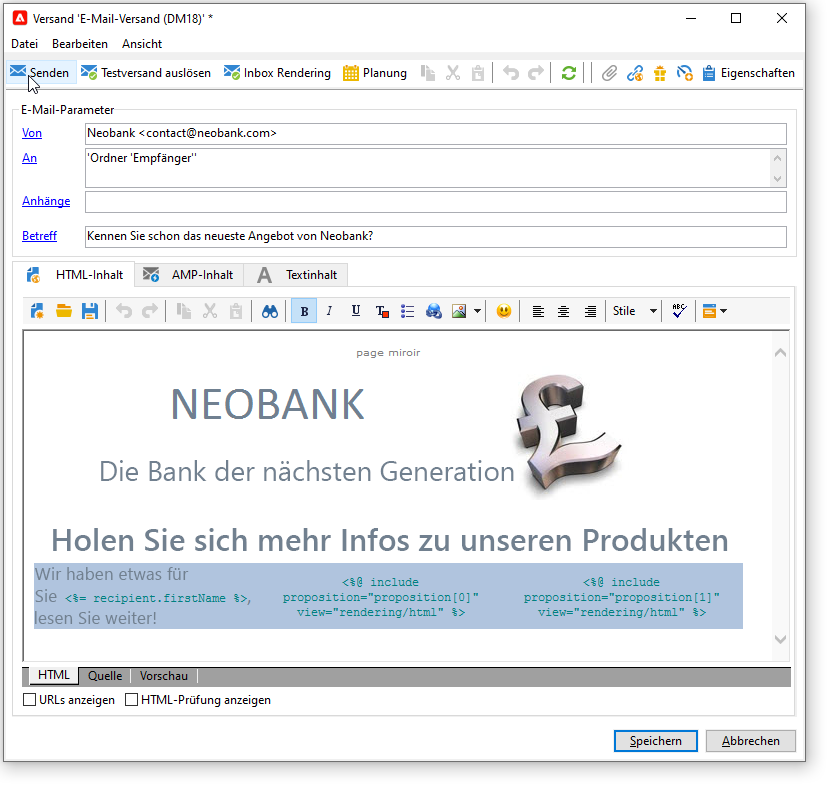 Versand 'E-Mail-Versand (DM18)' *
Datei Bearbeiten Ansicht
Senden Testversand auslösen Inbox Rendering Planung Eigenschaften
E-Mail-Parameter
Von Neobank <contact@neobank.com>
An 'Ordner 'Empfänger''
Anhänge
Betreff Kennen Sie schon das neueste Angebot von Neobank?
HTML-Inhalt AMP-Inhalt Textinhalt
B I U T Stile ABC
page miroir
NEOBANK
Die Bank der nächsten Generation
Holen Sie sich mehr Infos zu unseren Produkten
Wir haben etwas für
Sie <%= recipient.firstName %>,
lesen Sie weiter!
<%@ include
proposition="proposition[0]"
view="rendering/html" %>
<%@ include
proposition="proposition[1]"
view="rendering/html" %>
HTML Quelle Vorschau
URLs anzeigen HTML-Prüfung anzeigen
Speichern Abbrechen